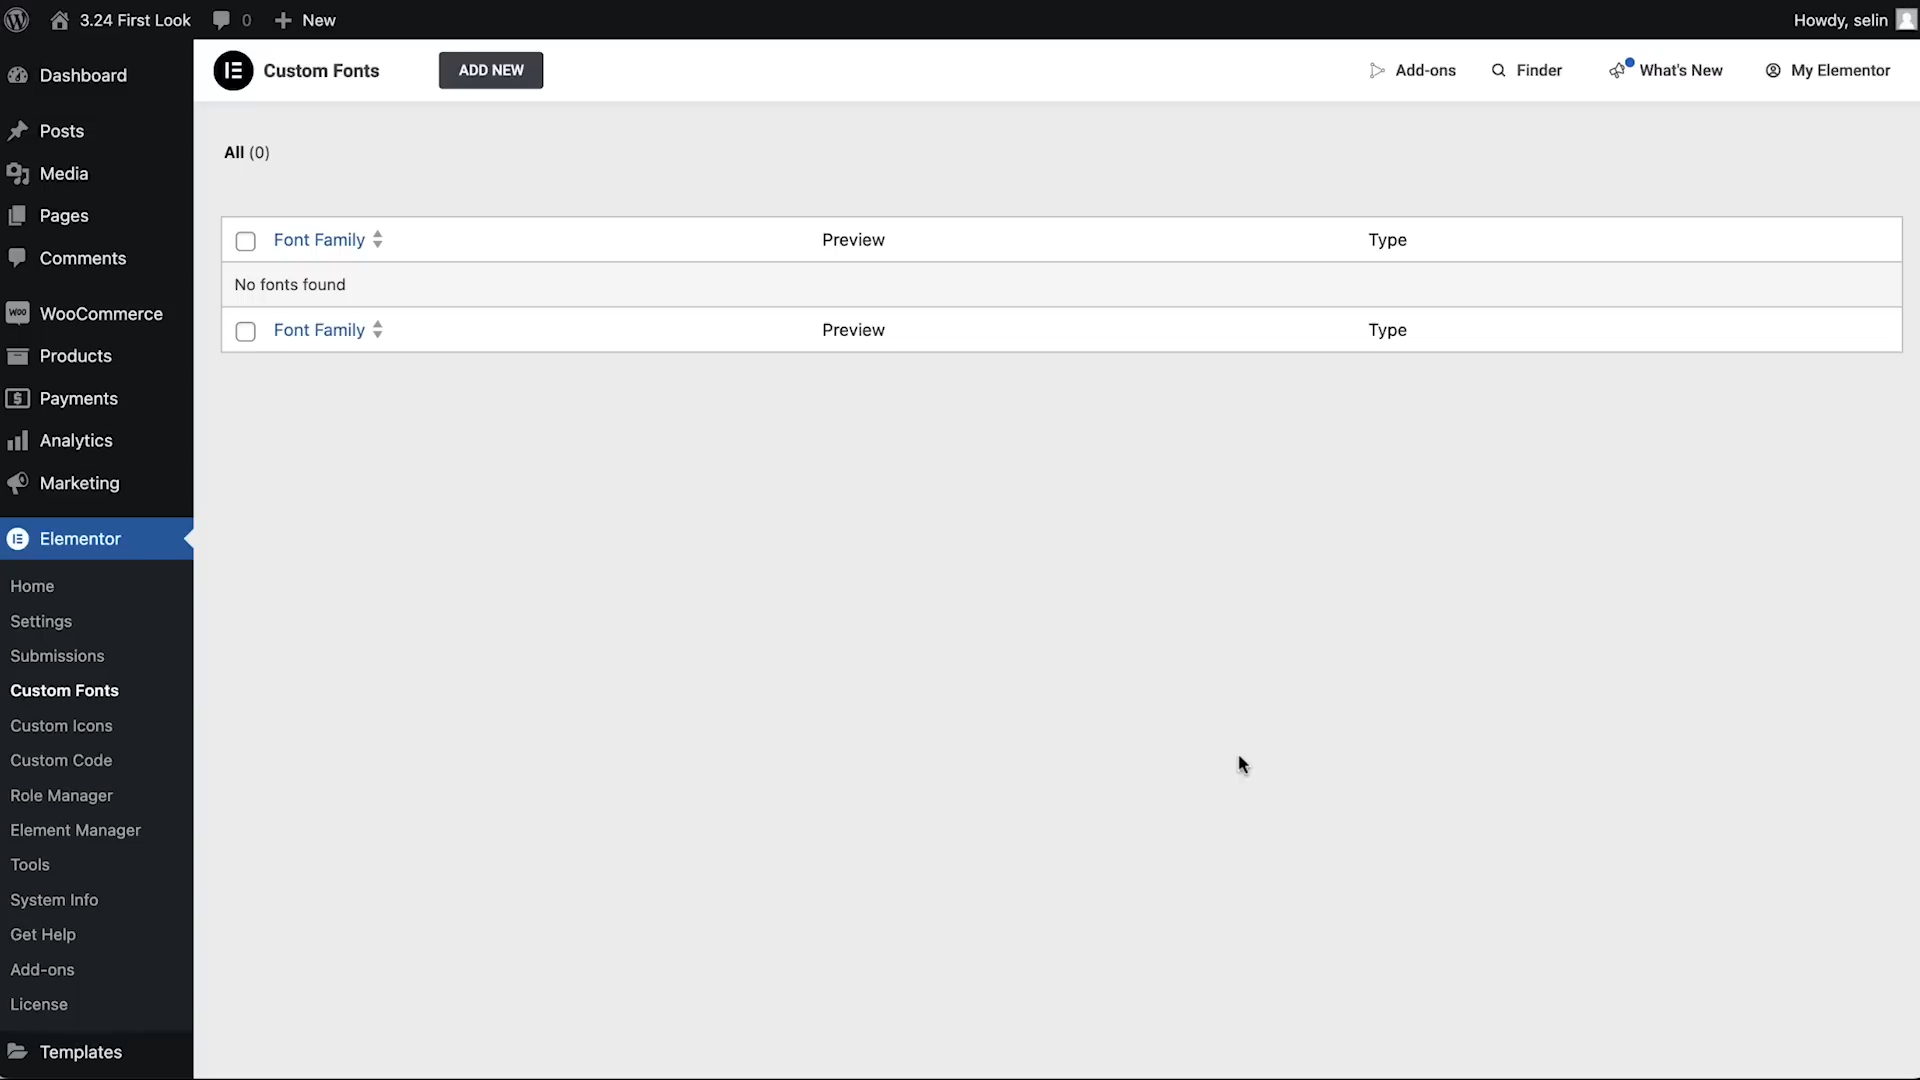 3.24 First Look
0
New
Howdy, selin
Dashboard
Posts
Media
Pages
Comments
WOO
WooCommerce
Products
Payments
Analytics
Marketing
Elementor
Home
Settings
Submissions
Custom Fonts
Custom Icons
Custom Code
Role Manager
Element Manager
Tools
System Info
Get Help
Add-ons
License
Templates
Custom Fonts
ADD NEW
Add-ons
Finder
What's New
My Elementor
All (0)
Font Family Preview Type
No fonts found
Font Family Preview Type